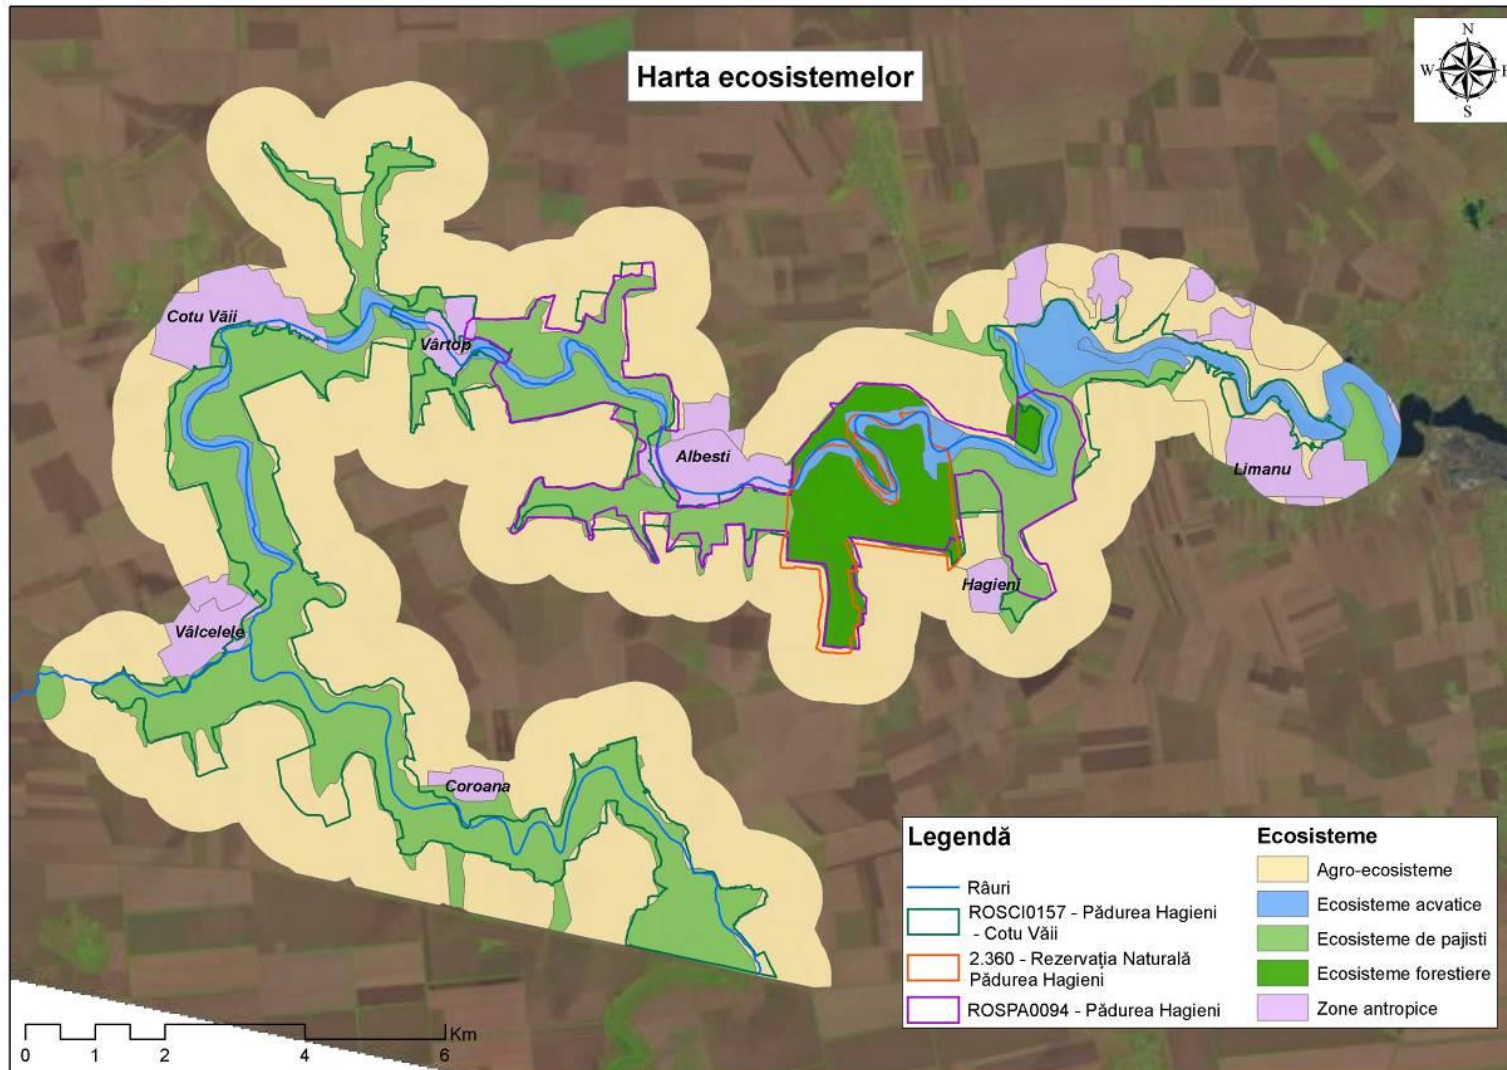 Harta ecosistemelor
N
W
E
S
Cotu Văii
Vârtop
Albesti
Limanu
Hagieni
Vâlcelele
Coroana
Legendă
Râuri
ROSCI0157 - Pădurea Hagieni
- Cotu Văii
2.360 - Rezervaţia Naturală
Pădurea Hagieni
ROSPA0094 - Pădurea Hagieni
Ecosisteme
Agro-ecosisteme
Ecosisteme acvatice
Ecosisteme de pajisti
Ecosisteme forestiere
Zone antropice
Km
0 1 2 4 6